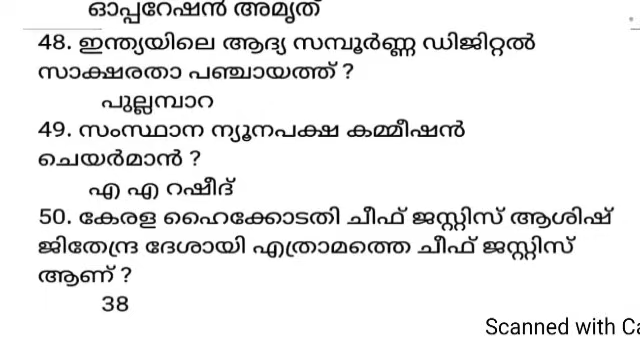 ഓപ്പറേഷൻ അമൃത്
48. ഇന്ത്യയിലെ ആദ്യ സമ്പൂർണ്ണ ഡിജിറ്റൽ
സാക്ഷരതാ പഞ്ചായത്ത് ?
പുല്ലമ്പാറ
49. സംസ്ഥാന ന്യൂനപക്ഷ കമ്മീഷൻ
ചെയർമാൻ ?
എ എ റഷീദ്
50. കേരള ഹൈക്കോടതി ചീഫ് ജസ്റ്റിസ് ആശിഷ്
ജിതേന്ദ്ര ദേശായി എത്രാമത്തെ ചീഫ് ജസ്റ്റിസ്
ആണ് ?
38
Scanned with